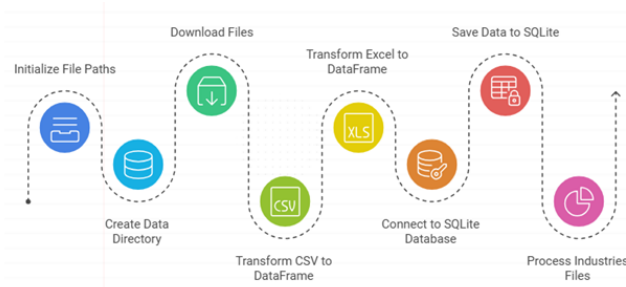 Initialize File Paths
Create Data
Directory
Download Files
CSV
Transform CSV to
DataFrame
Transform Excel to
DataFrame
XLS
Connect to SQLite
Database
Save Data to SQLite
Process Industries
Files